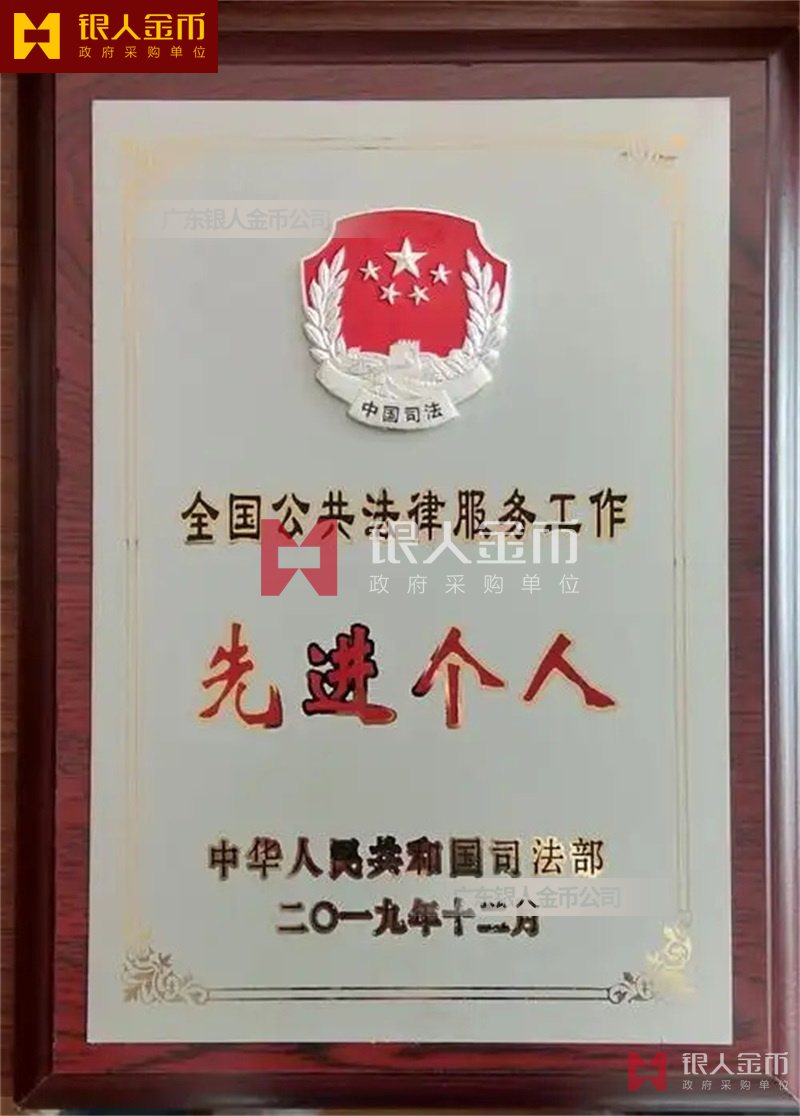 银人金币
政府采购单位
广东银人金币公司
中国司法
全国公共法律服务工作
银人金币
政府采购单位
先进个人
中华人民共和国司法部
广东银人金币公司
二〇一九年十二月
银人金币
政府采购单位